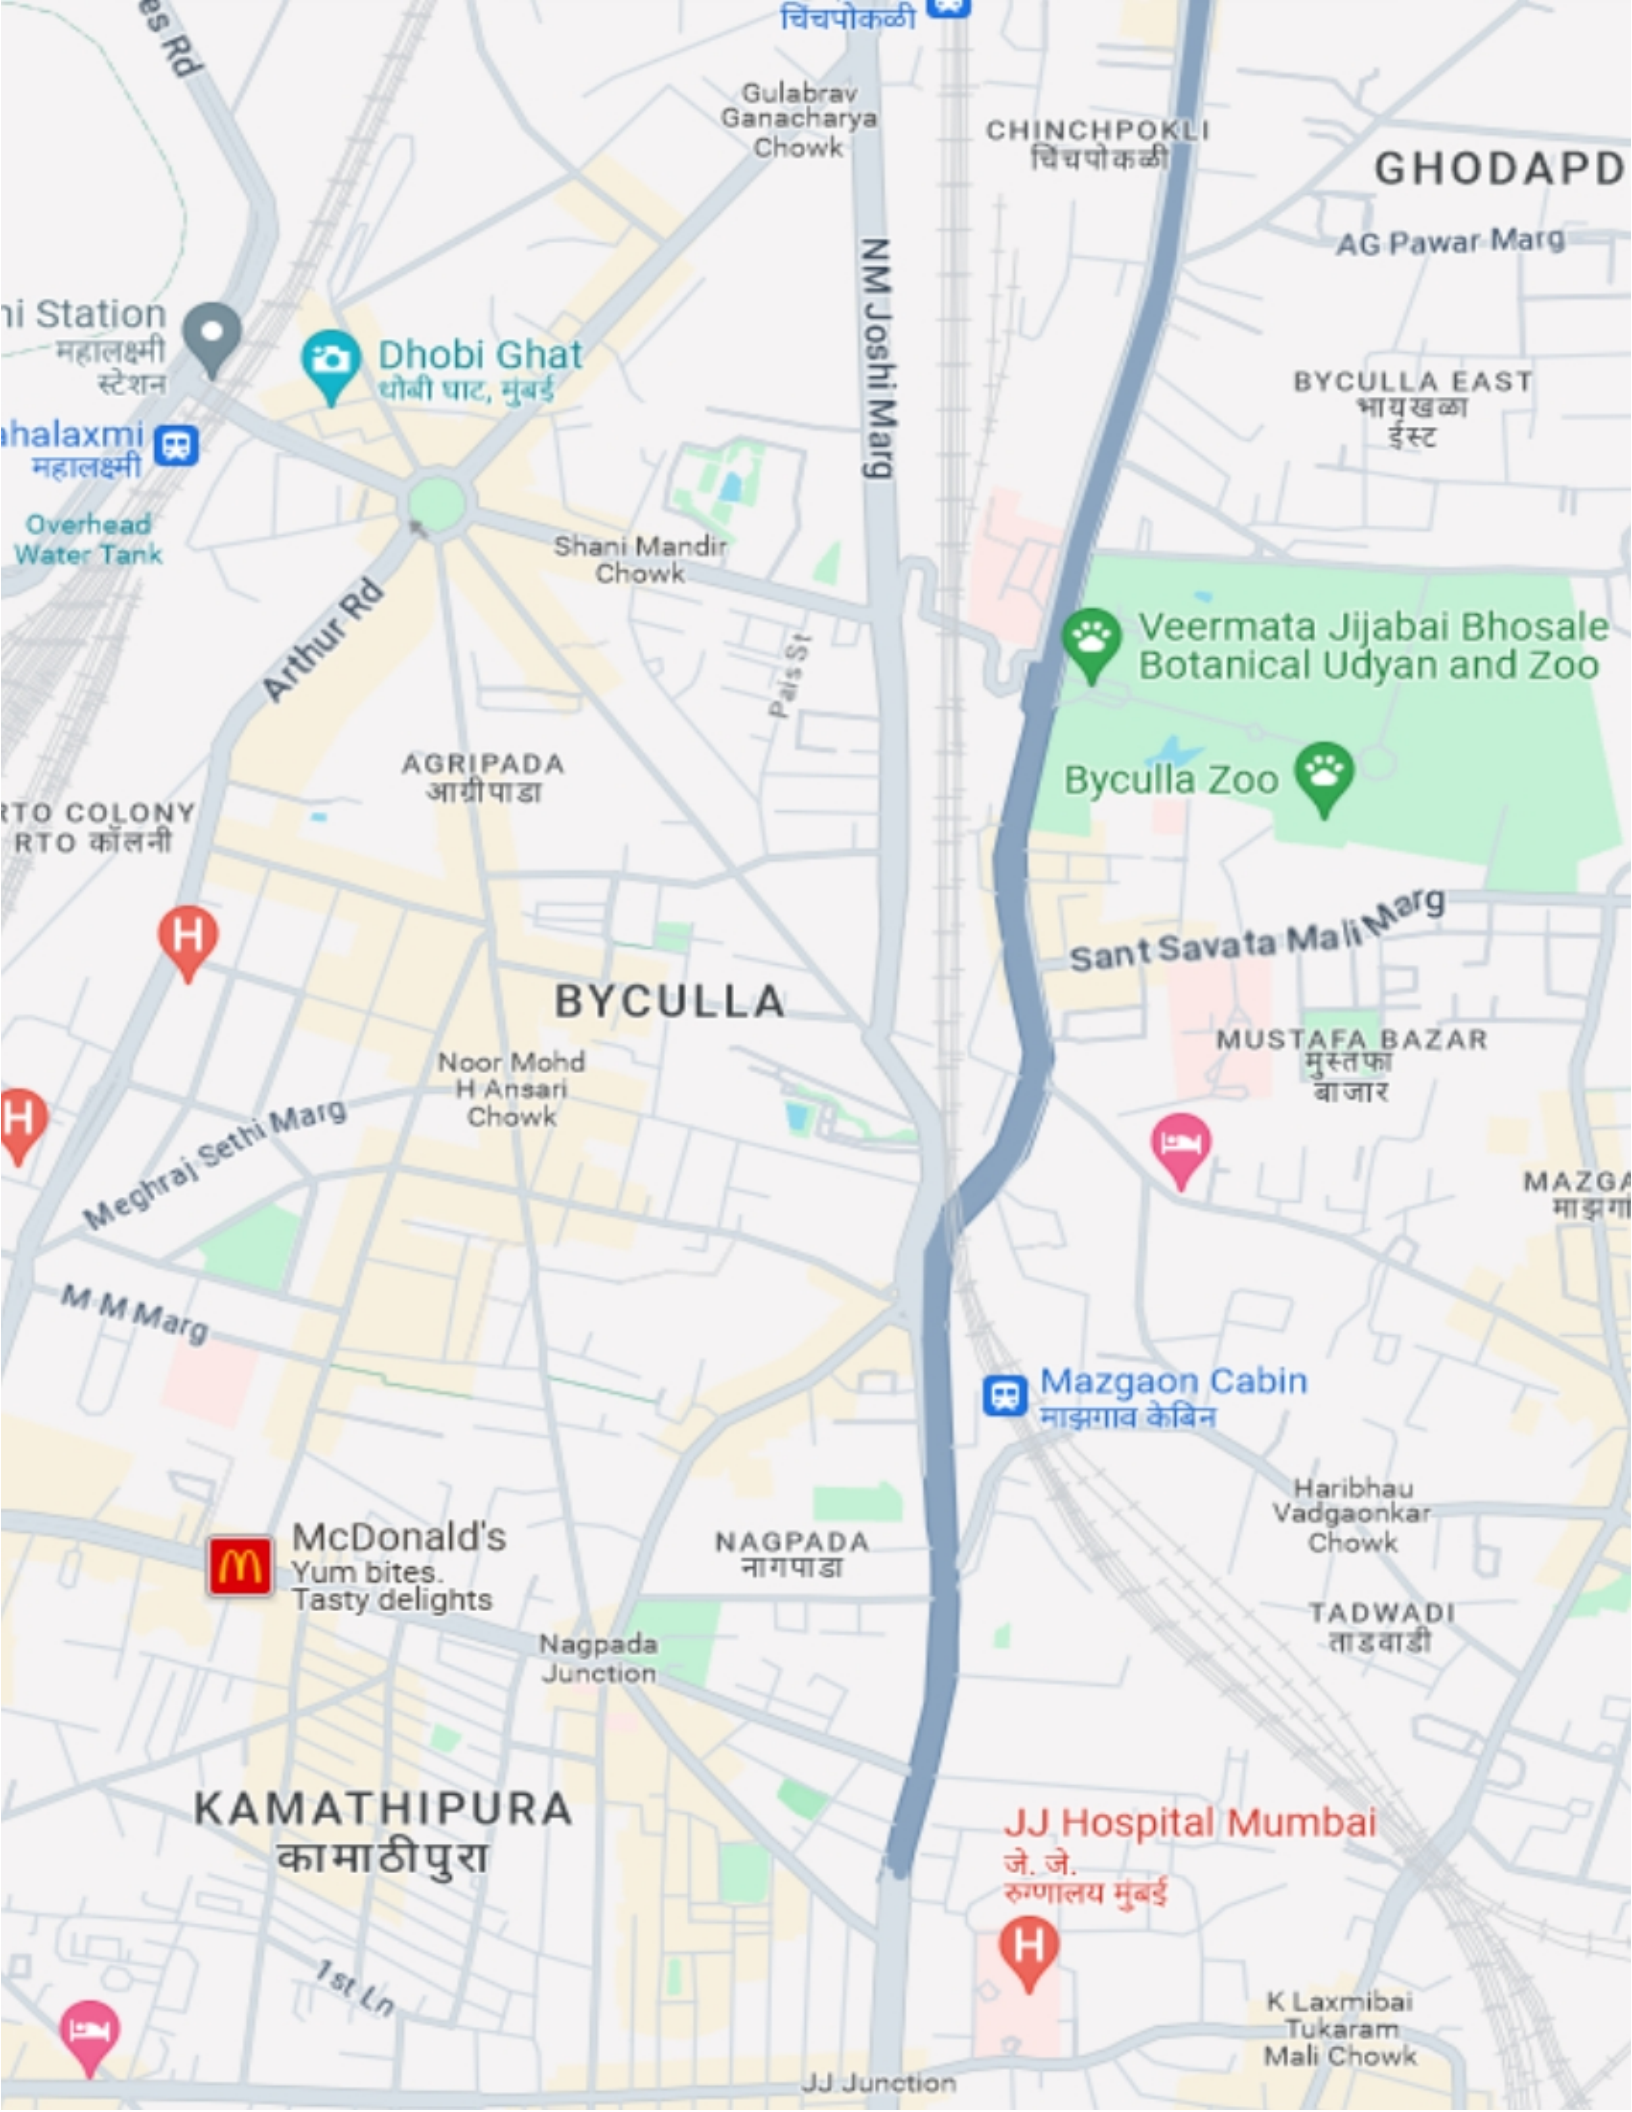 es Rd
चिंचपोकळी
Gulabrav
Ganacharya
Chowk
CHINCHPOKLI
चिंचपोकळी
GHODAPD
AG Pawar Marg
NM Joshi Marg
ni Station
महालक्ष्मी
स्टेशन
Dhobi Ghat
धोबी घाट, मुंबई
BYCULLA EAST
भायखळा
ईस्ट
ahalaxmi
महालक्ष्मी
Overhead
Water Tank
Shani Mandir
Chowk
Arthur Rd
Pais St
Veermata Jijabai Bhosale
Botanical Udyan and Zoo
AGRIPADA
आग्रीपाडा
Byculla Zoo
RTO COLONY
RTO कॉलनी
H
Sant Savata Mali Marg
BYCULLA
MUSTAFA BAZAR
मुस्तफा
बाजार
Noor Mohd
H Ansari
Chowk
H
Meghraj Sethi Marg
MAZGA
माझगा
M M Marg
Mazgaon Cabin
माझगाव केबिन
Haribhau
Vadgaonkar
Chowk
McDonald's
Yum bites.
Tasty delights
NAGPADA
नागपाडा
TADWADI
ताडवाडी
Nagpada
Junction
KAMATHIPURA
कामाठीपुरा
JJ Hospital Mumbai
जे. जे.
रुग्णालय मुंबई
H
1st Ln
K Laxmibai
Tukaram
Mali Chowk
JJ Junction